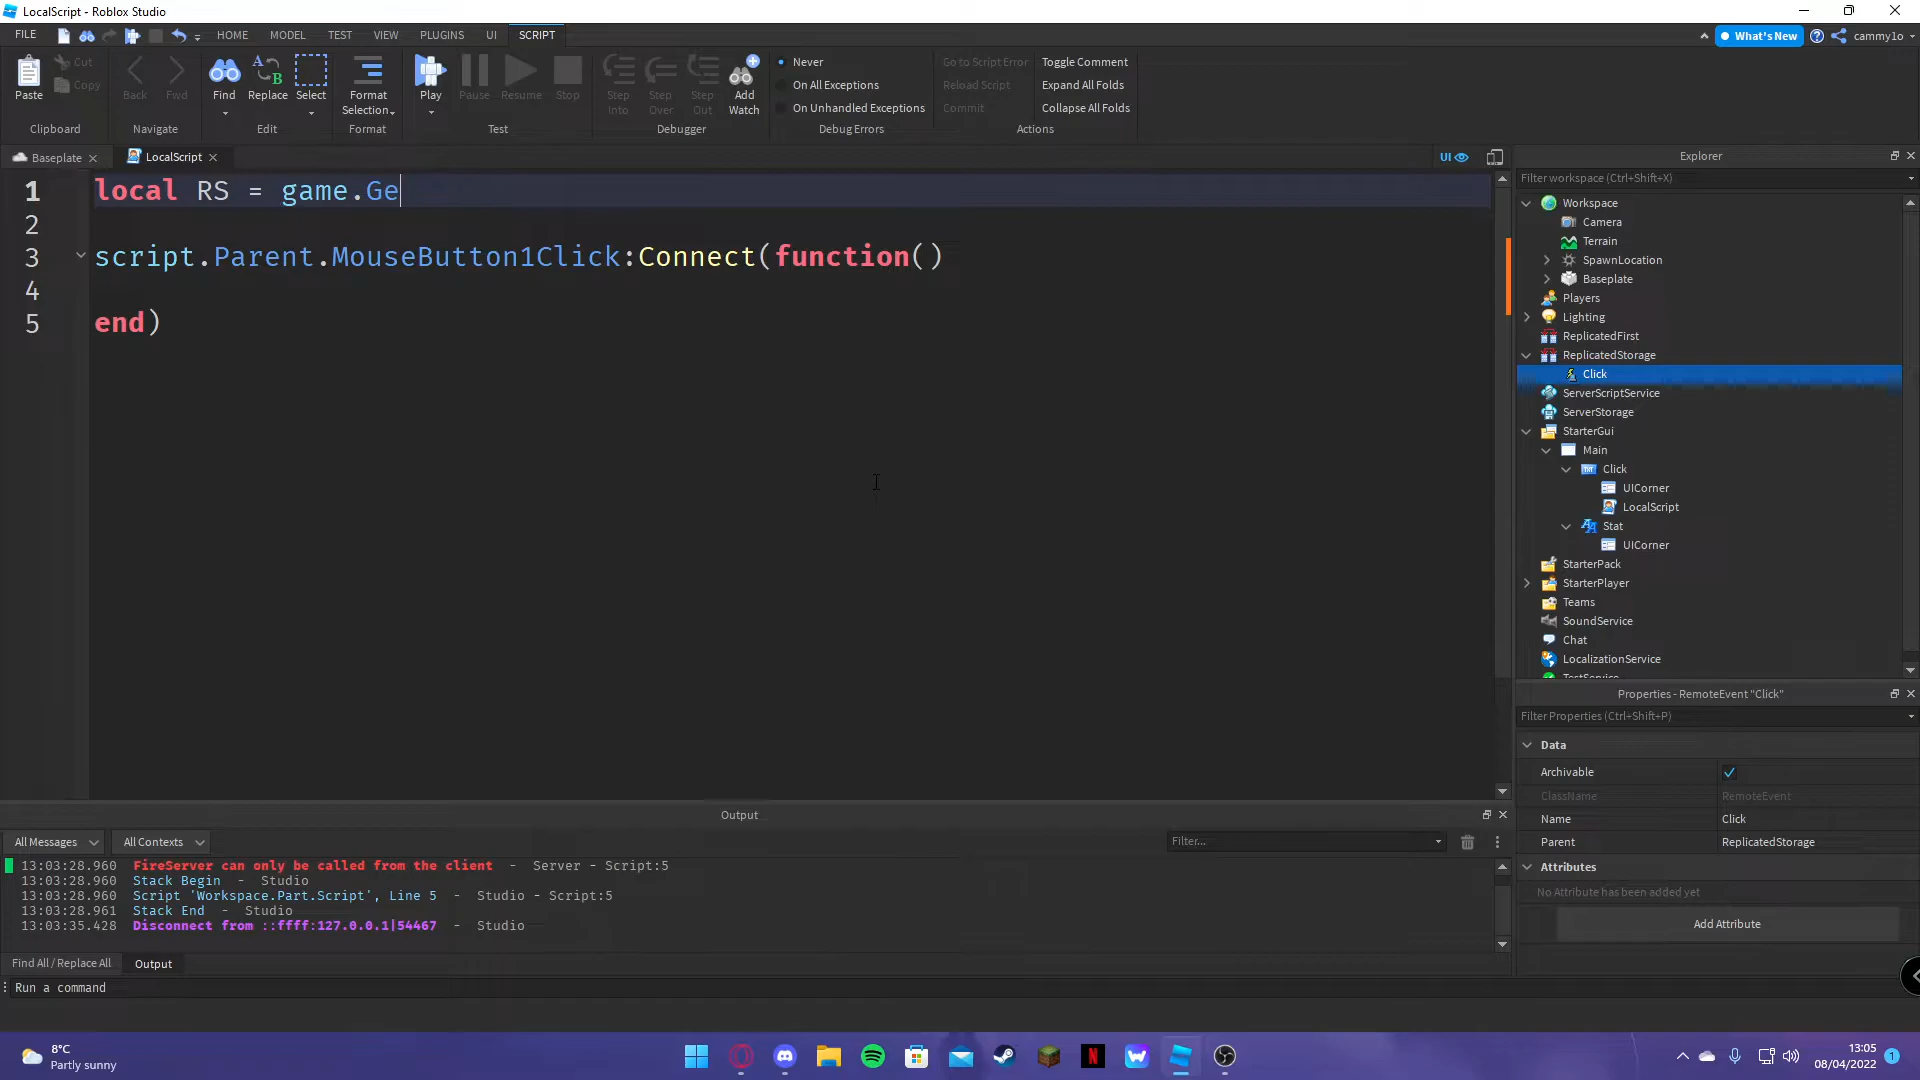 LocalScript - Roblox Studio
FILE HOME MODEL TEST VIEW PLUGINS UI SCRIPT What's New cammy1o
Paste Cut Copy Back Fwd Find Replace Select Format Selection Play Pause Resume Stop Step Into Step Over Step Out Add Watch
Never
On All Exceptions
On Unhandled Exceptions
Go to Script Error
Reload Script
Commit
Toggle Comment
Expand All Folds
Collapse All Folds
Clipboard Navigate Edit Format Test Debugger Debug Errors Actions
Baseplate LocalScript UI
1 local RS = game.Ge
2
3 script.Parent.MouseButton1Click:Connect(function()
4
5 end)
Explorer
Filter workspace (Ctrl+Shift+X)
Workspace
Camera
Terrain
SpawnLocation
Baseplate
Players
Lighting
ReplicatedFirst
ReplicatedStorage
Click
ServerScriptService
ServerStorage
StarterGui
Main
Click
UICorner
LocalScript
Stat
UICorner
StarterPack
StarterPlayer
Teams
SoundService
Chat
LocalizationService
TestService
Properties - RemoteEvent "Click"
Filter Properties (Ctrl+Shift+P)
Data
Archivable
ClassName RemoteEvent
Name Click
Parent ReplicatedStorage
Attributes
No Attribute has been added yet
Add Attribute
Output
All Messages All Contexts Filter...
13:03:28.960 FireServer can only be called from the client - Server - Script:5
13:03:28.960 Stack Begin - Studio
13:03:28.960 Script 'Workspace.Part.Script', Line 5 - Studio - Script:5
13:03:28.961 Stack End - Studio
13:03:35.428 Disconnect from ::ffff:127.0.0.1|54467 - Studio
Find All / Replace All Output
Run a command
8°C
Partly sunny
13:05
08/04/2022
1